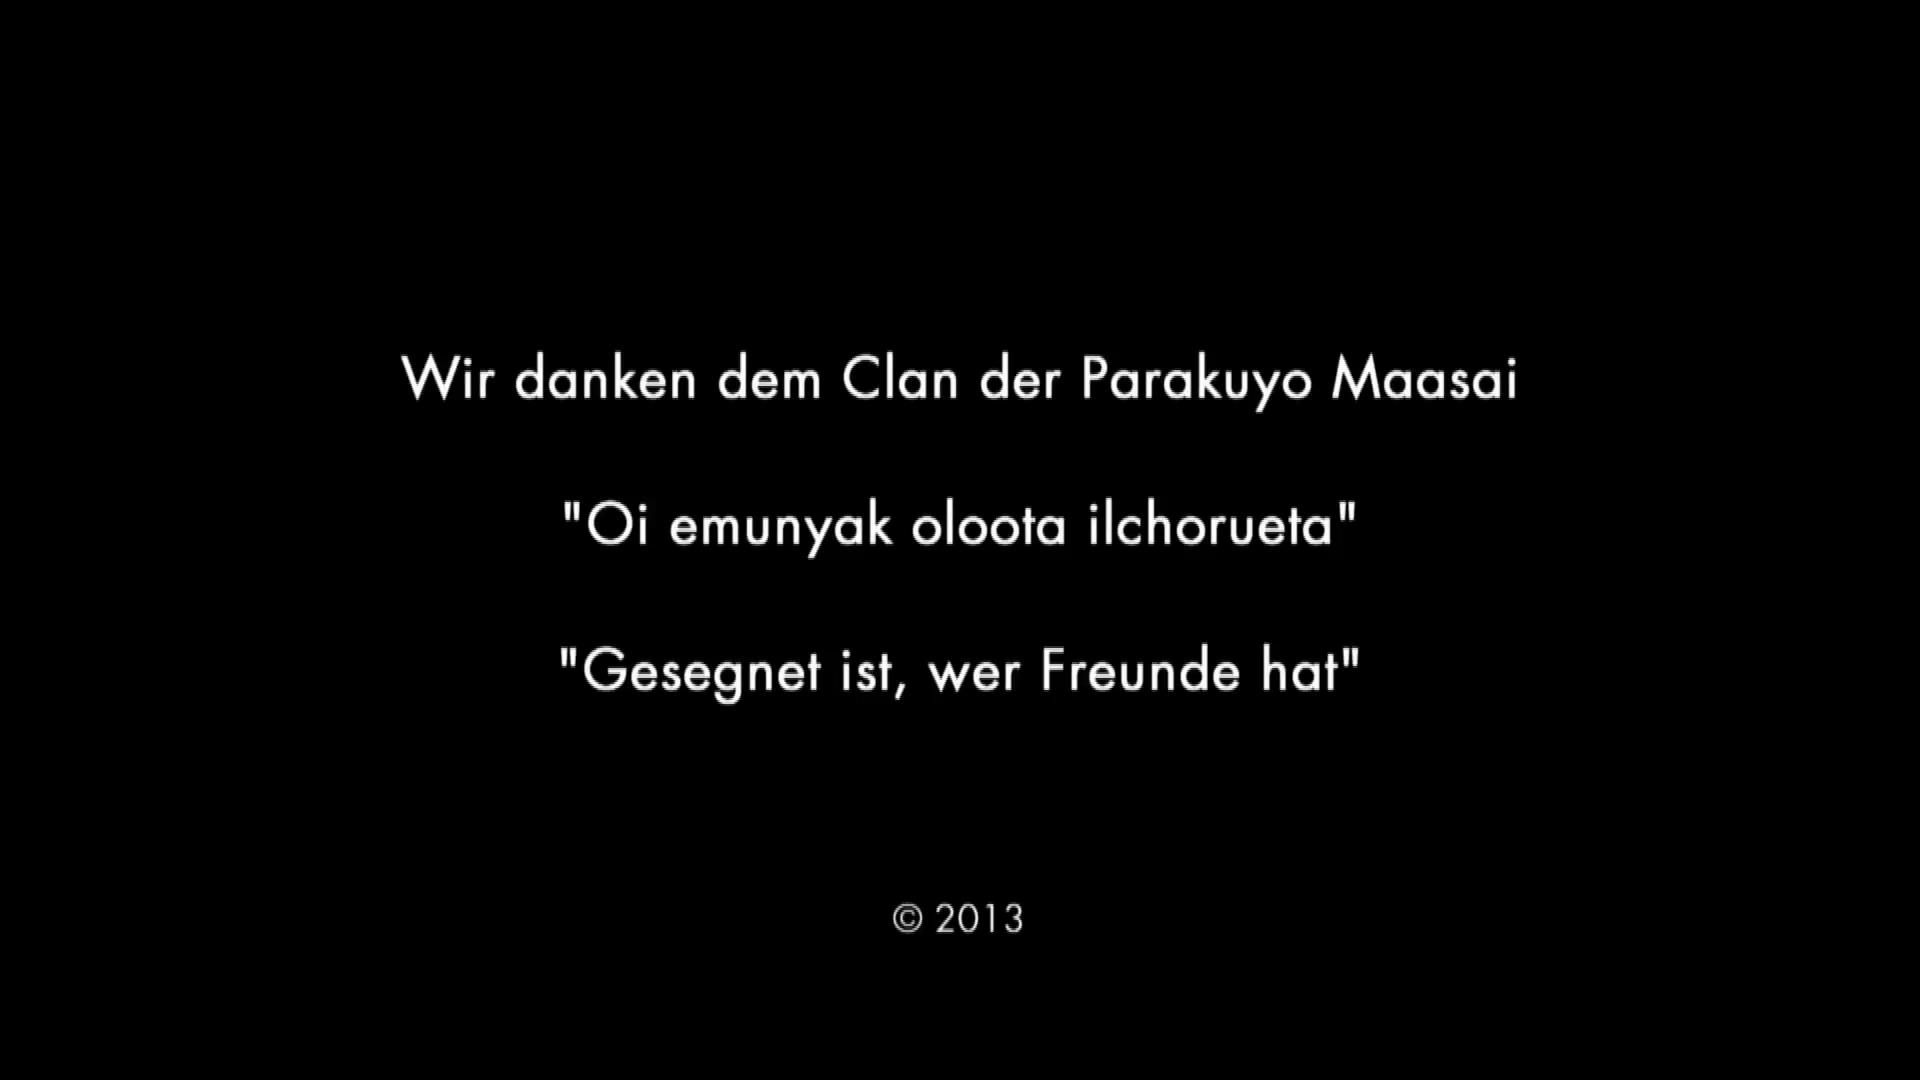 Wir danken dem Clan der Parakuyo Maasai
"Oi emunyak oloota ilchorueta"
"Gesegnet ist, wer Freunde hat"
© 2013